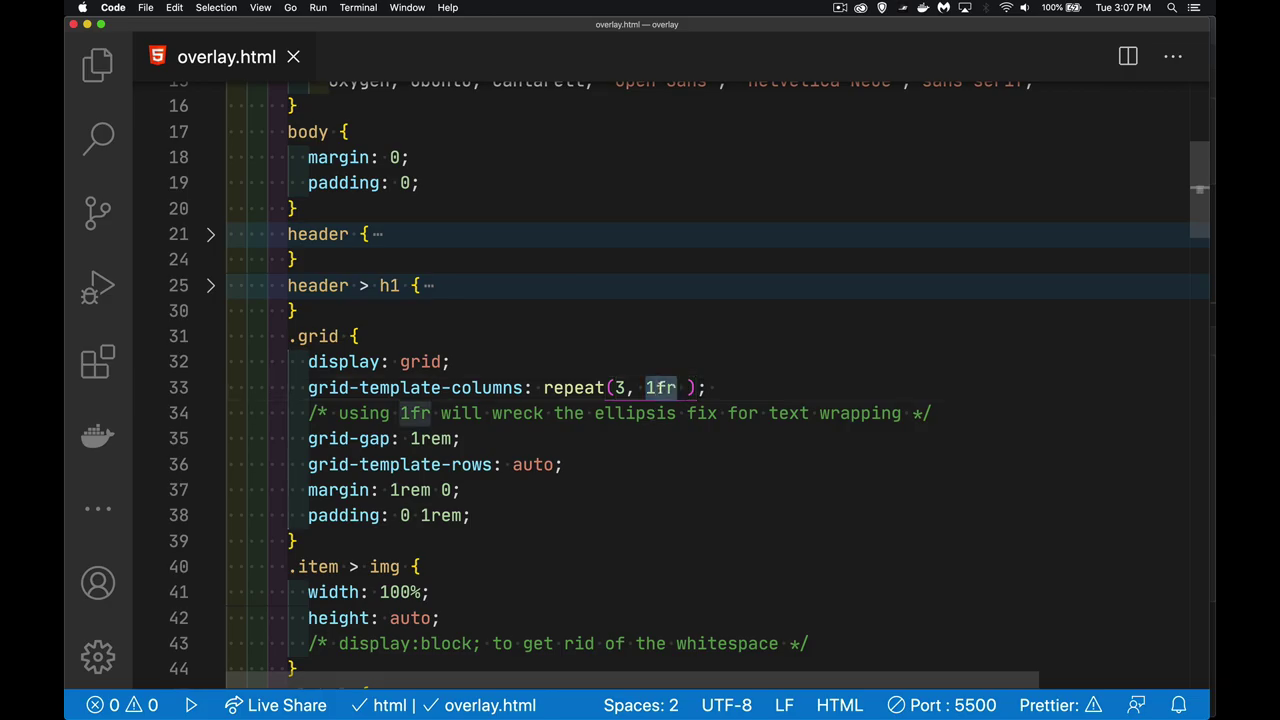 Code File Edit Selection View Go Run Terminal Window Help 100% Tue 3:07 PM
overlay.html — overlay
overlay.html
15 oxygen, Ubuntu, Cantarell, "Open Sans", "Helvetica Neue", sans-serif;
16 }
17 body {
18 margin: 0;
19 padding: 0;
20 }
21 header {
24 }
25 header > h1 {
30 }
31 .grid {
32 display: grid;
33 grid-template-columns: repeat(3, 1fr );
34 /* using 1fr will wreck the ellipsis fix for text wrapping */
35 grid-gap: 1rem;
36 grid-template-rows: auto;
37 margin: 1rem 0;
38 padding: 0 1rem;
39 }
40 .item > img {
41 width: 100%;
42 height: auto;
43 /* display:block; to get rid of the whitespace */
44 }
0 0 Live Share html | overlay.html Spaces: 2 UTF-8 LF HTML Port : 5500 Prettier: